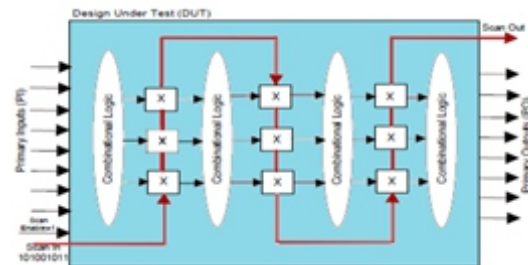 Design Under Test (DUT)
Scan Out
Primary Inputs (PI)
Combinational Logic
X
X
X
Combinational Logic
X
X
X
Combinational Logic
X
X
X
Combinational Logic
Primary Outputs (PO)
Scan
Enable=1
Scan In
101001011